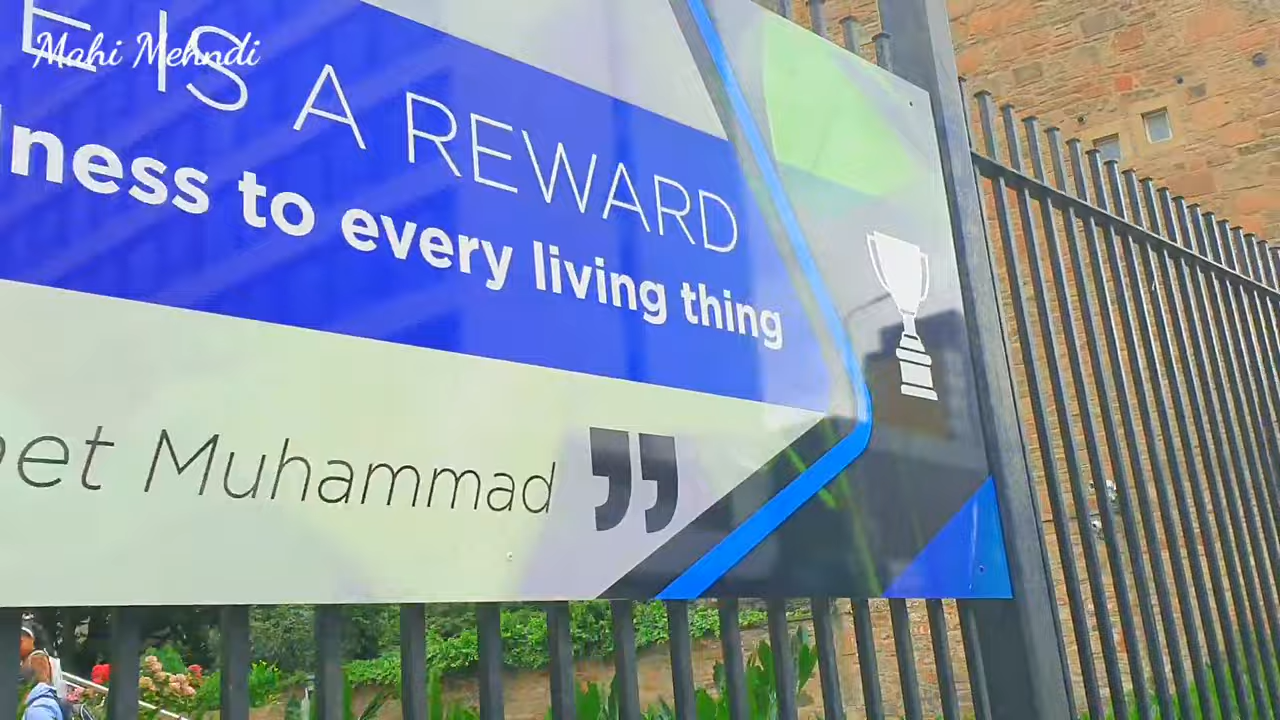 Mahi Mehndi
E IS A REWARD
ness to every living thing
et Muhammad ”